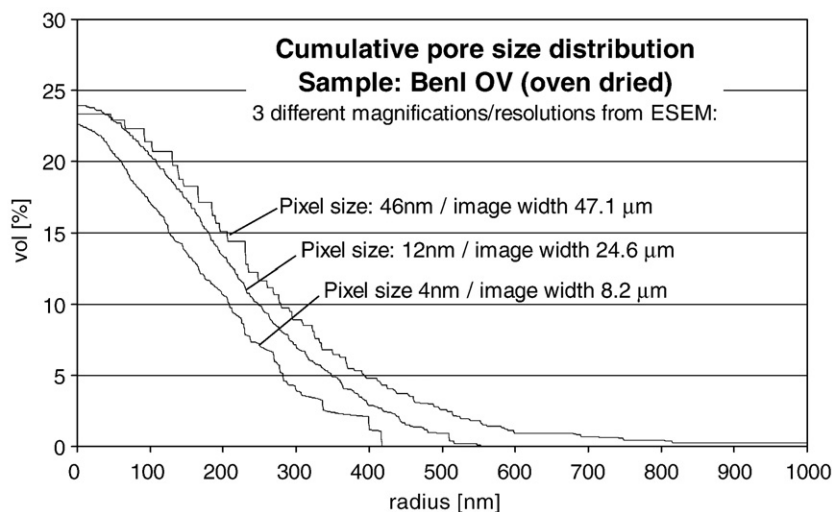 Cumulative pore size distribution
Sample: BenI OV (oven dried)
3 different magnifications/resolutions from ESEM:
Pixel size: 46nm / image width 47.1 µm
Pixel size: 12nm / image width 24.6 µm
Pixel size 4nm / image width 8.2 µm
vol [%]
30
25
20
15
10
5
0
0 100 200 300 400 500 600 700 800 900 1000
radius [nm]